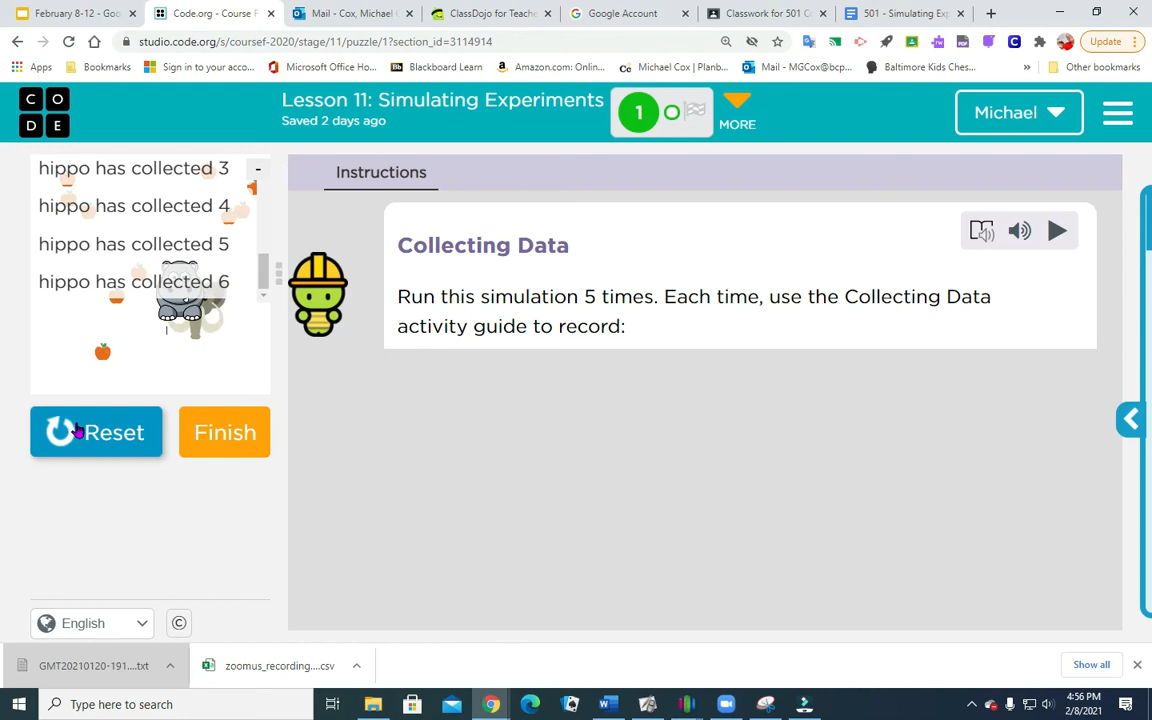 February 8-12 - Goo
Code.org - Course F
Mail - Cox, Michael
ClassDojo for Teache
Google Account
Classwork for 501 C
501 - Simulating Exp
studio.code.org/s/coursef-2020/stage/11/puzzle/1?section_id=3114914
Update
Apps
Bookmarks
Sign in to your acco...
Microsoft Office Ho...
Bb Blackboard Learn
Amazon.com: Onlin...
Cc Michael Cox | Planb...
Mail - MGCox@bcp...
Baltimore Kids Ches...
»
Other bookmarks
C O
D E
Lesson 11: Simulating Experiments
Saved 2 days ago
1
MORE
Michael
hippo has collected 3
hippo has collected 4
hippo has collected 5
hippo has collected 6
-
Reset
Finish
Instructions
Collecting Data
Run this simulation 5 times. Each time, use the Collecting Data
activity guide to record:
English
©
GMT20210120-191....txt
zoomus_recording....csv
Show all
Type here to search
4:56 PM
2/8/2021